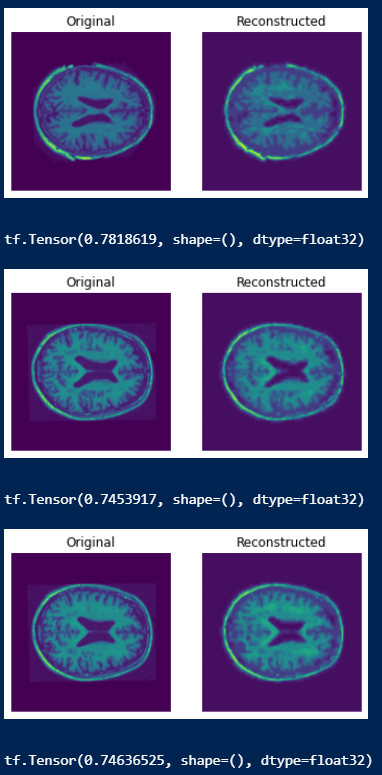 Original Reconstructed
tf.Tensor(0.7818619, shape=(), dtype=float32)
Original Reconstructed
tf.Tensor(0.7453917, shape=(), dtype=float32)
Original Reconstructed
tf.Tensor(0.74636525, shape=(), dtype=float32)